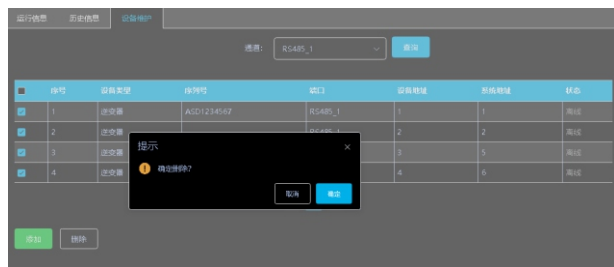 运行信息 历史信息 设备维护
通道: RS485_1 查询
序号 设备类型 序列号 端口 设备地址 系统地址 状态
1 逆变器 ASD1234567 RS485_1 1 1 离线
2 逆变器 RS485_1 2 2 离线
3 逆变器 3 5 离线
4 逆变器 4 6 离线
提示
确定删除?
取消 确定
添加 删除